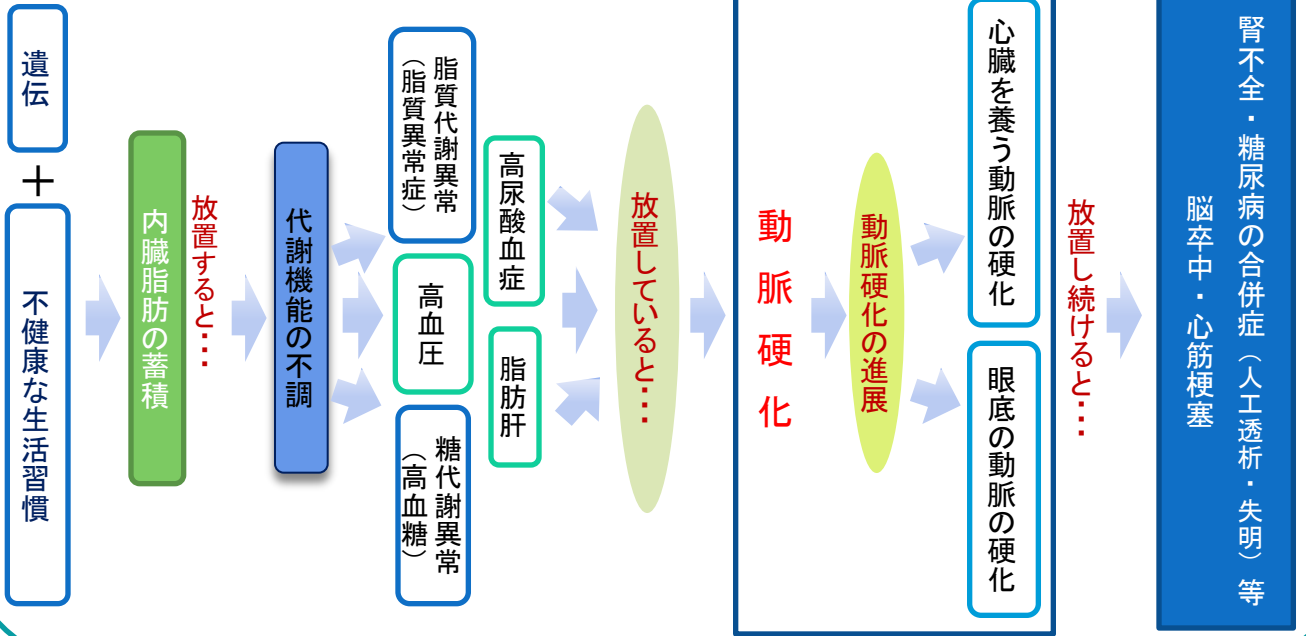 遺伝
＋
不健康な生活習慣
内臓脂肪の蓄積
放置すると・・・
代謝機能の不調
脂質代謝異常
（脂質異常症）
高血圧
糖代謝異常
（高血糖）
高尿酸血症
脂肪肝
放置していると・・・
動脈硬化
動脈硬化の進展
心臓を養う動脈の硬化
眼底の動脈の硬化
放置し続けると・・・
腎不全・糖尿病の合併症（人工透析・失明）等
脳卒中・心筋梗塞